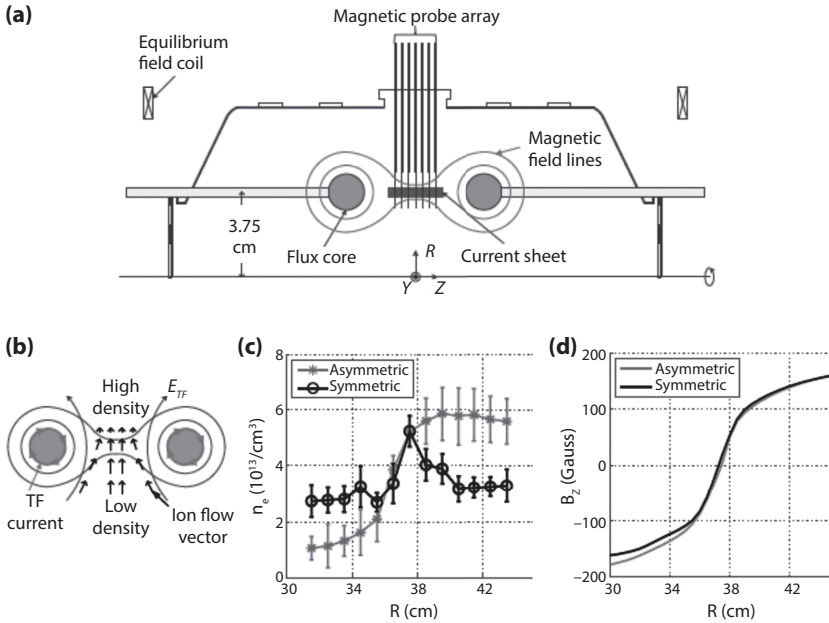 (a)
Magnetic probe array
Equilibrium
field coil
Magnetic
field lines
3.75
cm
Flux core
Current sheet
R
Y
Z
(b)
High
density
E_TF
TF
current
Low
density
Ion flow
vector
(c)
8
6
4
2
0
n_e (10^13/cm^3)
Asymmetric
Symmetric
30
34
38
42
R (cm)
(d)
200
100
0
−100
−200
B_Z (Gauss)
Asymmetric
Symmetric
30
34
38
42
R (cm)